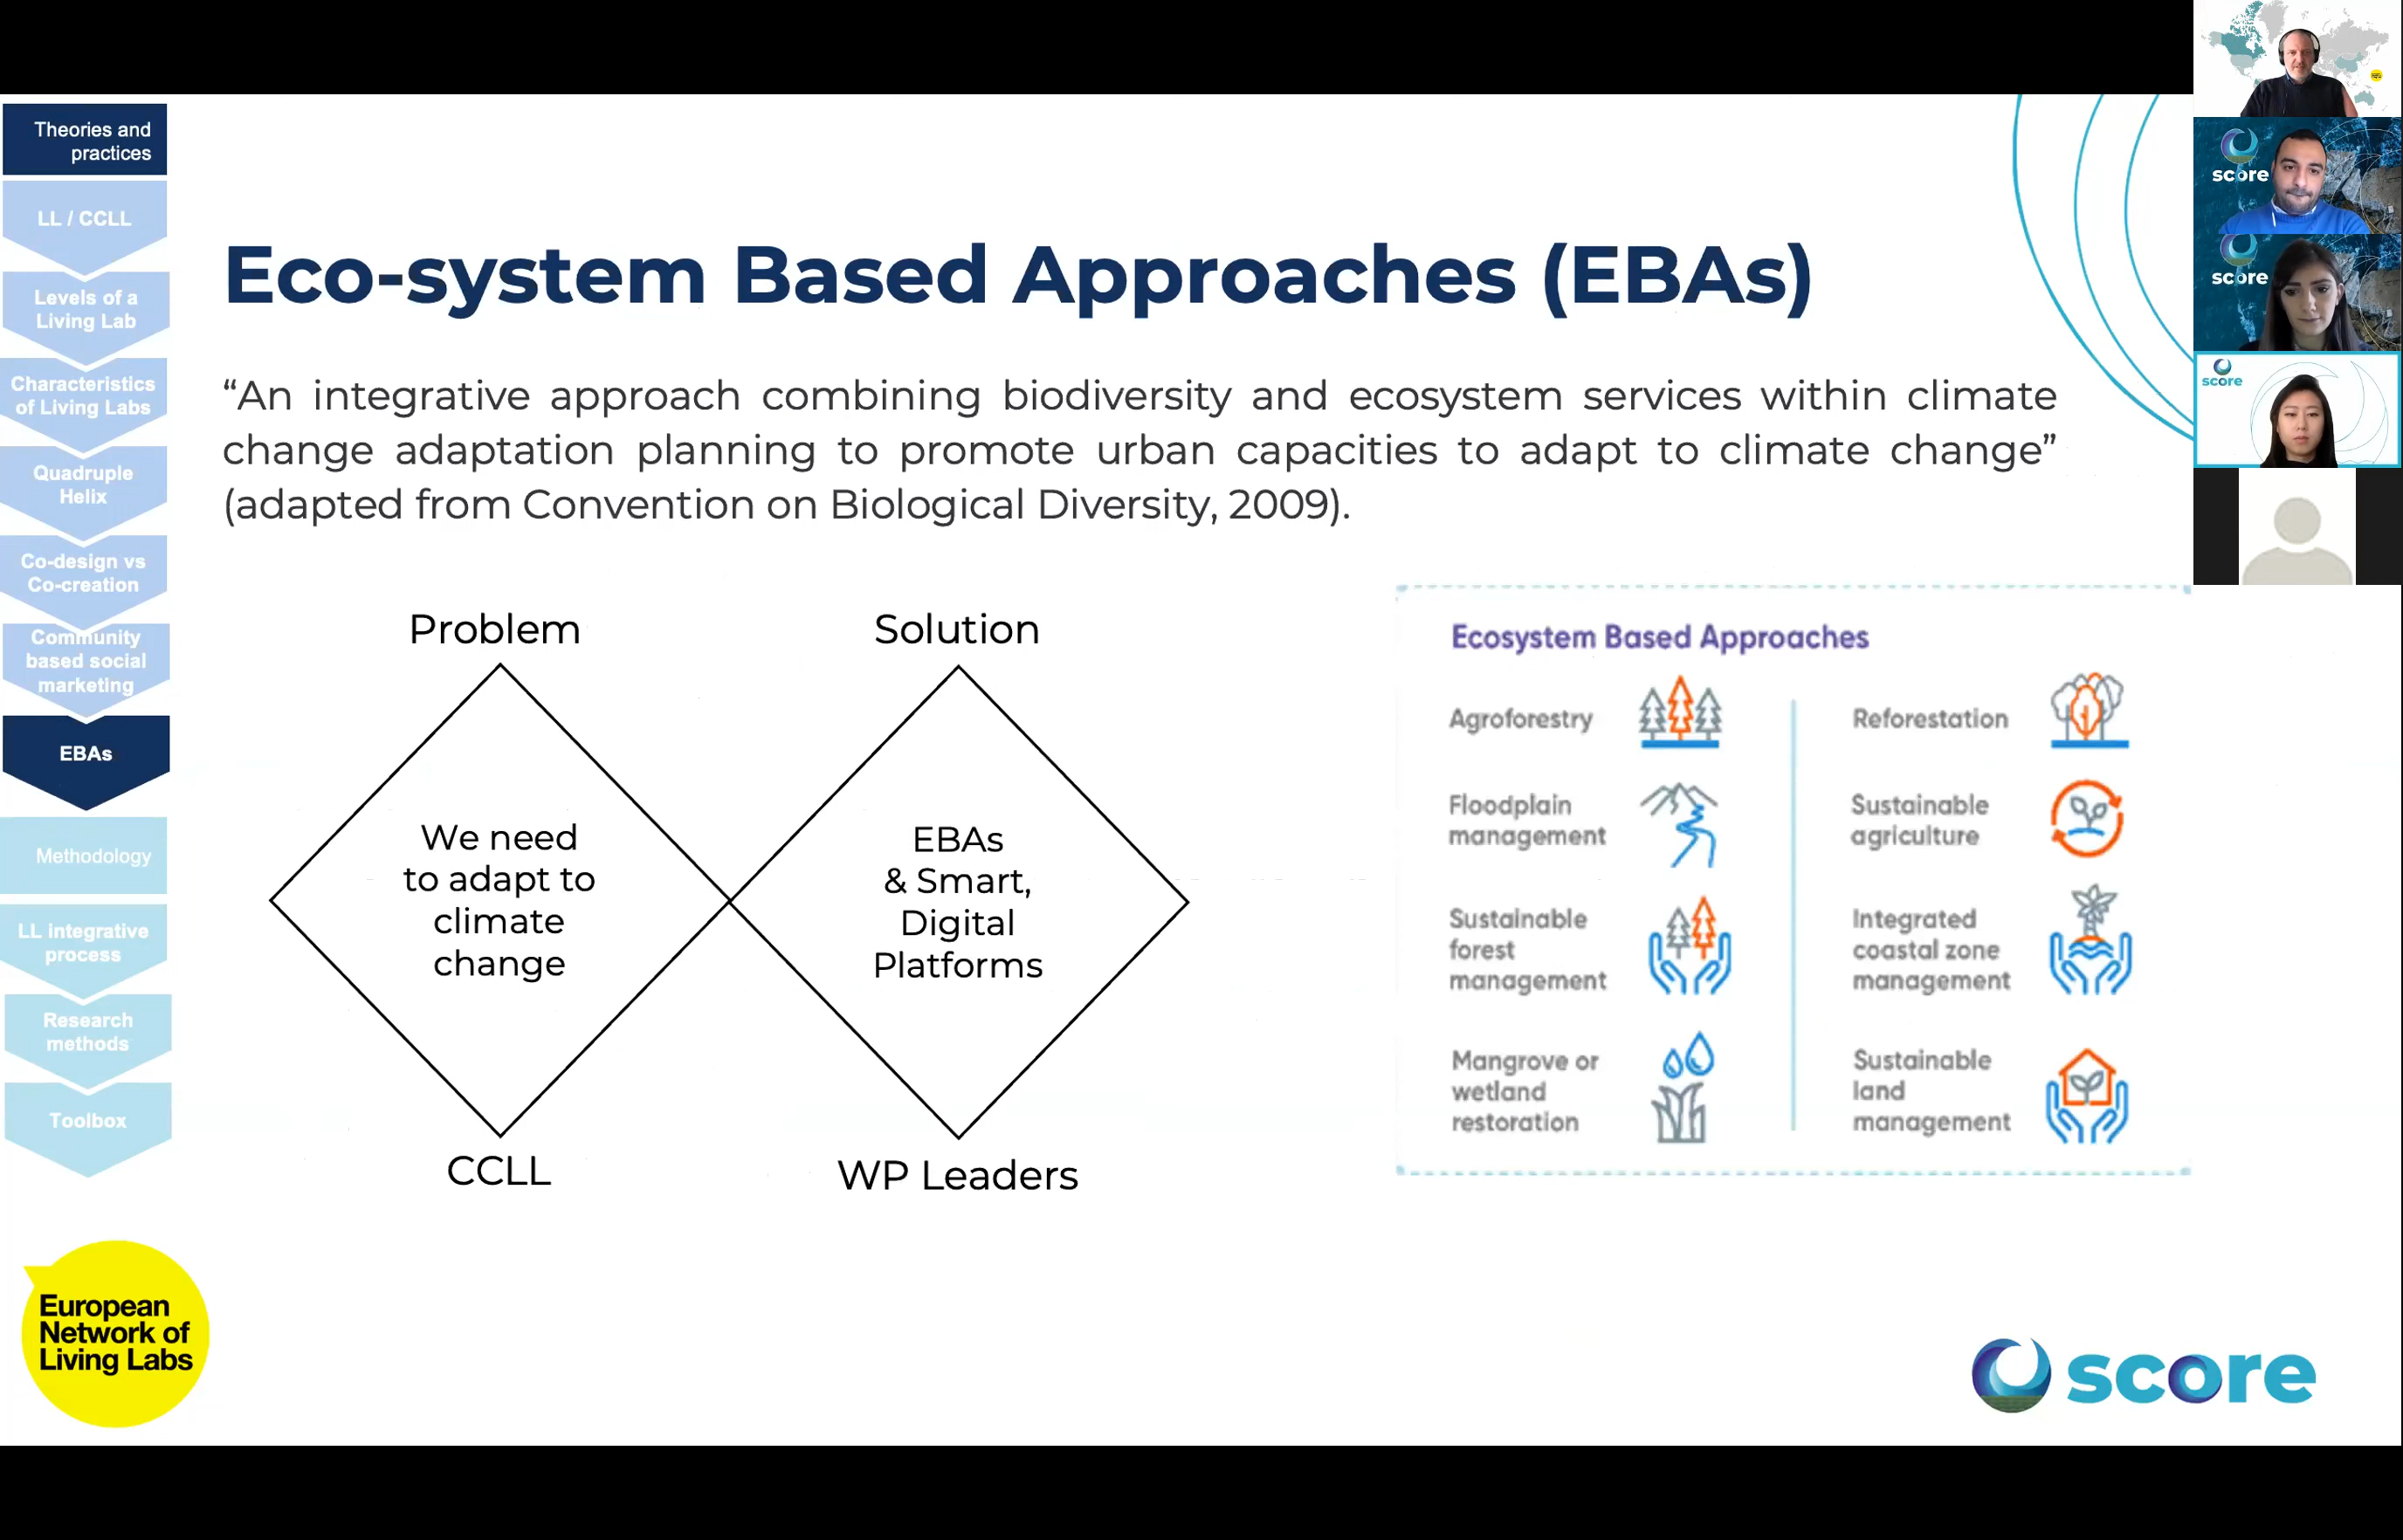 Theories and
practices
LL / CCLL
Levels of a
Living Lab
Characteristics
of Living Labs
Quadruple
Helix
Co-design vs
Co-creation
Community
based social
marketing
EBAs
Methodology
LL integrative
process
Research
methods
Toolbox
European
Network of
Living Labs
Eco-system Based Approaches (EBAs)
“An integrative approach combining biodiversity and ecosystem services within climate
change adaptation planning to promote urban capacities to adapt to climate change”
(adapted from Convention on Biological Diversity, 2009).
Problem
We need
to adapt to
climate
change
CCLL
Solution
EBAs
& Smart,
Digital
Platforms
WP Leaders
Ecosystem Based Approaches
Agroforestry
Floodplain
management
Sustainable
forest
management
Mangrove or
wetland
restoration
Reforestation
Sustainable
agriculture
Integrated
coastal zone
management
Sustainable
land
management
score
score
score
score